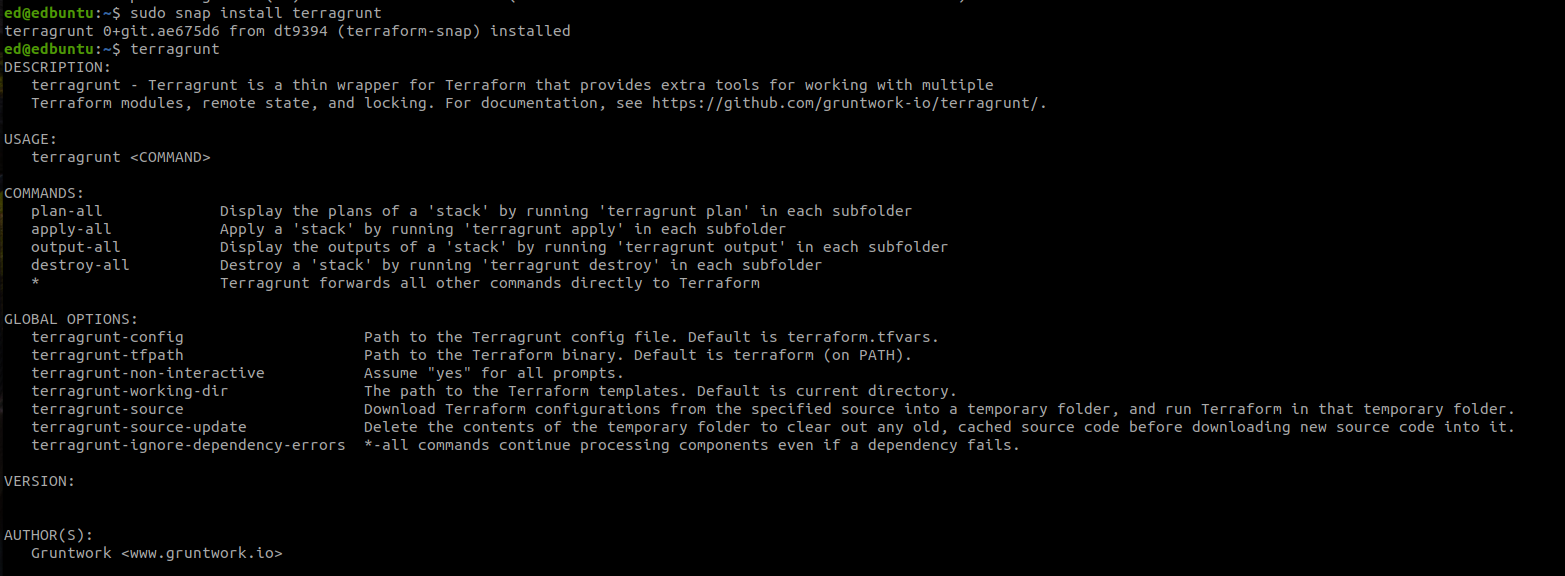 ed@edbuntu:~$ sudo snap install terragrunt
terragrunt 0+git.ae675d6 from dt9394 (terraform-snap) installed
ed@edbuntu:~$ terragrunt
DESCRIPTION:
   terragrunt - Terragrunt is a thin wrapper for Terraform that provides extra tools for working with multiple
   Terraform modules, remote state, and locking. For documentation, see https://github.com/gruntwork-io/terragrunt/.

USAGE:
   terragrunt <COMMAND>

COMMANDS:
   plan-all             Display the plans of a 'stack' by running 'terragrunt plan' in each subfolder
   apply-all            Apply a 'stack' by running 'terragrunt apply' in each subfolder
   output-all           Display the outputs of a 'stack' by running 'terragrunt output' in each subfolder
   destroy-all          Destroy a 'stack' by running 'terragrunt destroy' in each subfolder
   *                    Terragrunt forwards all other commands directly to Terraform

GLOBAL OPTIONS:
   terragrunt-config                    Path to the Terragrunt config file. Default is terraform.tfvars.
   terragrunt-tfpath                    Path to the Terraform binary. Default is terraform (on PATH).
   terragrunt-non-interactive           Assume "yes" for all prompts.
   terragrunt-working-dir               The path to the Terraform templates. Default is current directory.
   terragrunt-source                    Download Terraform configurations from the specified source into a temporary folder, and run Terraform in that temporary folder.
   terragrunt-source-update             Delete the contents of the temporary folder to clear out any old, cached source code before downloading new source code into it.
   terragrunt-ignore-dependency-errors  *-all commands continue processing components even if a dependency fails.

VERSION:


AUTHOR(S):
   Gruntwork <www.gruntwork.io>